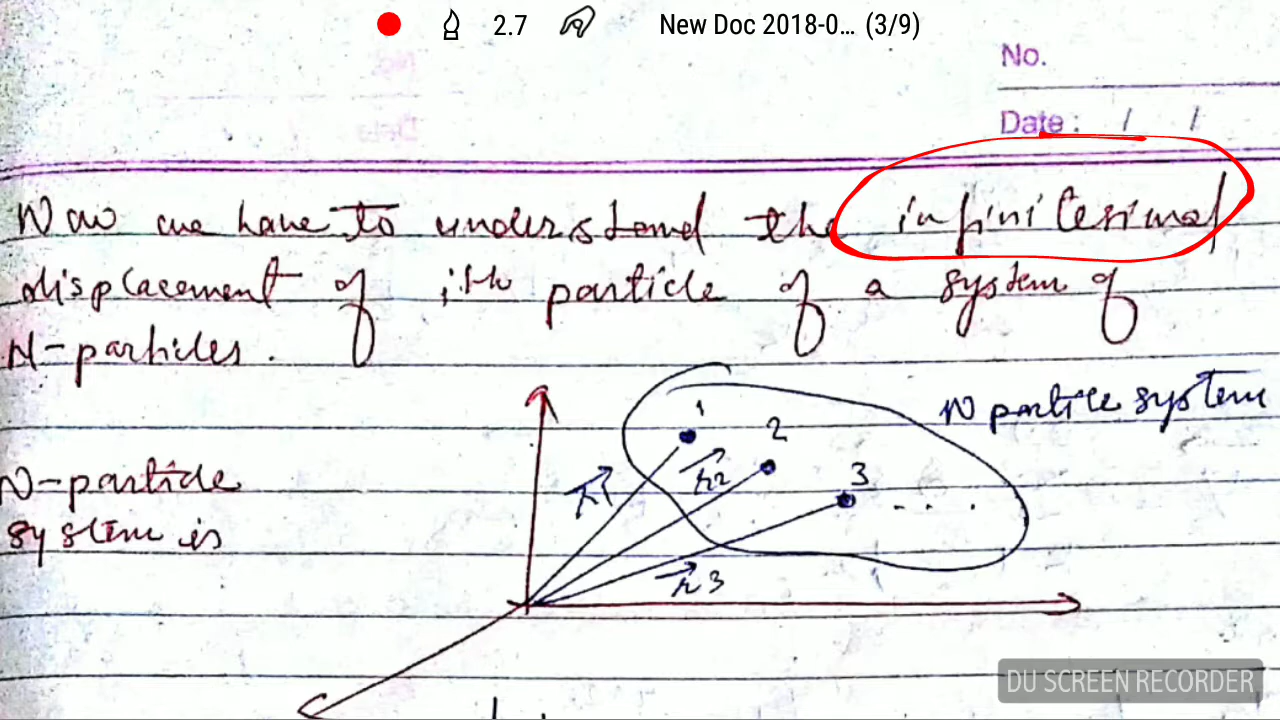 2.7 New Doc 2018-0... (3/9)
No.
Date : / /
Now we have to understand the infinitesimal
displacement of ith particle of a system of
N-particles.
N particle system
1
2
3 . . .
r1
r2
r3
N-particle
system is
DU SCREEN RECORDER